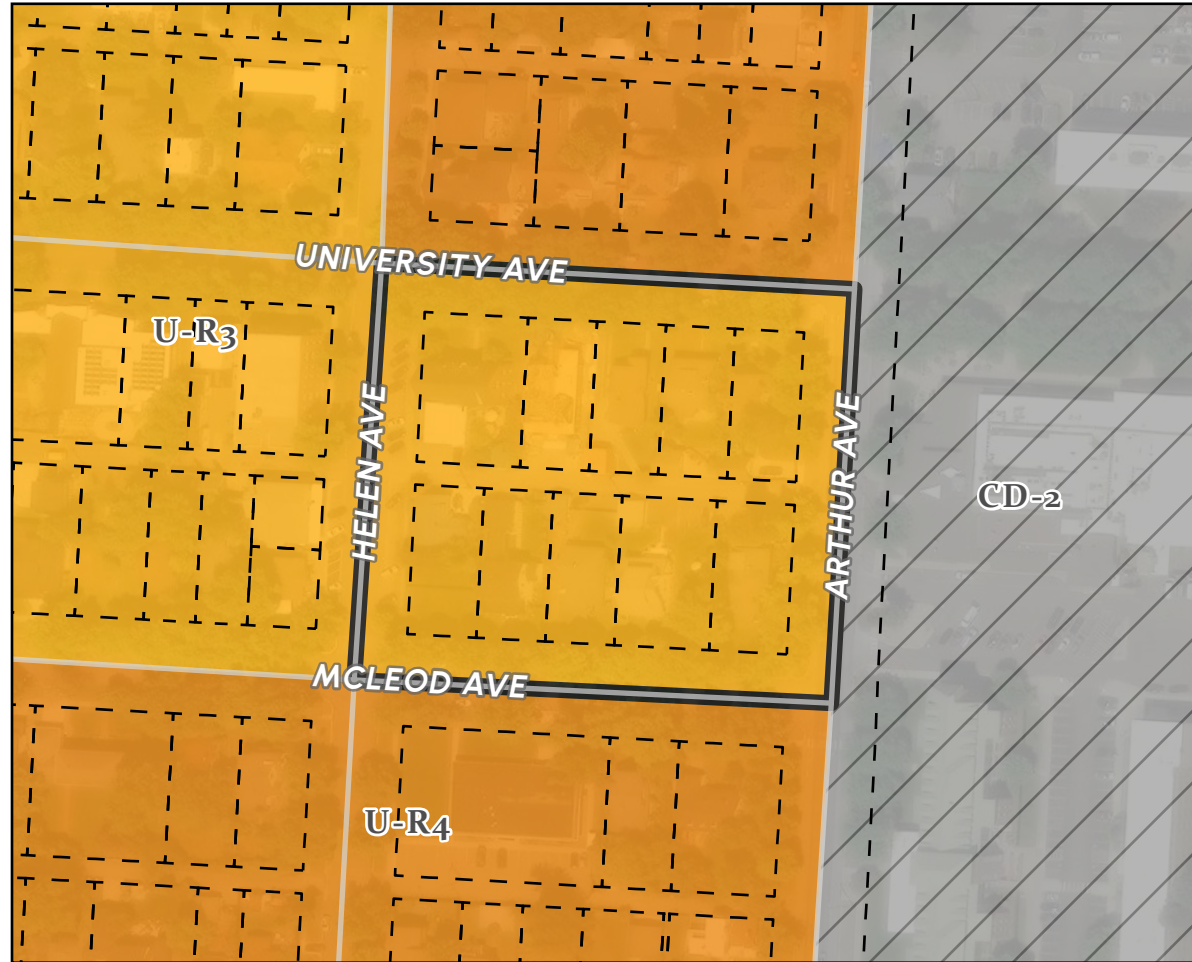 UNIVERSITY AVE
U-R3
HELEN AVE
ARTHUR AVE
CD-2
MCLEOD AVE
U-R4